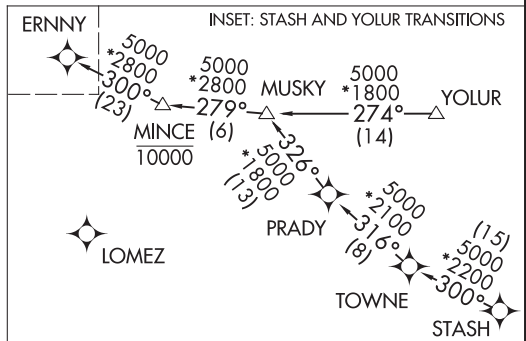 INSET: STASH AND YOLUR TRANSITIONS
ERNNY
5000
*2800
300°
(23)
MINCE
10000
5000
*2800
279°
(6)
MUSKY
5000
*1800
274°
(14)
YOLUR
326°
5000
*1800
(13)
PRADY
5000
*2100
316°
(8)
TOWNE
(15)
5000
*2200
300°
STASH
LOMEZ